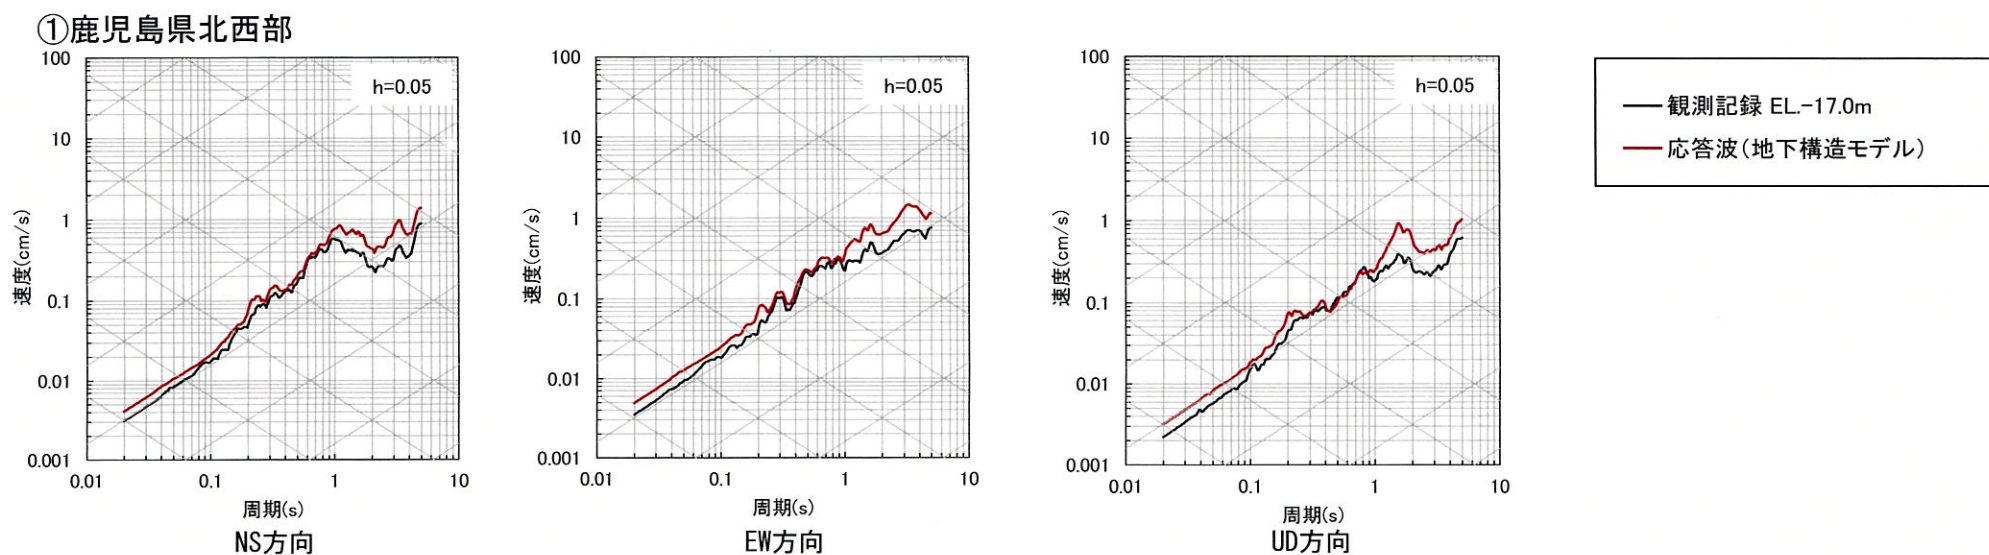 ①鹿児島県北西部
100
10
1
0.1
0.01
0.001
速度(cm/s)
h=0.05
0.01 0.1 1 10
周期(s)
NS方向
100
10
1
0.1
0.01
0.001
速度(cm/s)
h=0.05
0.01 0.1 1 10
周期(s)
EW方向
100
10
1
0.1
0.01
0.001
速度(cm/s)
h=0.05
0.01 0.1 1 10
周期(s)
UD方向
観測記録 EL.-17.0m
応答波(地下構造モデル)